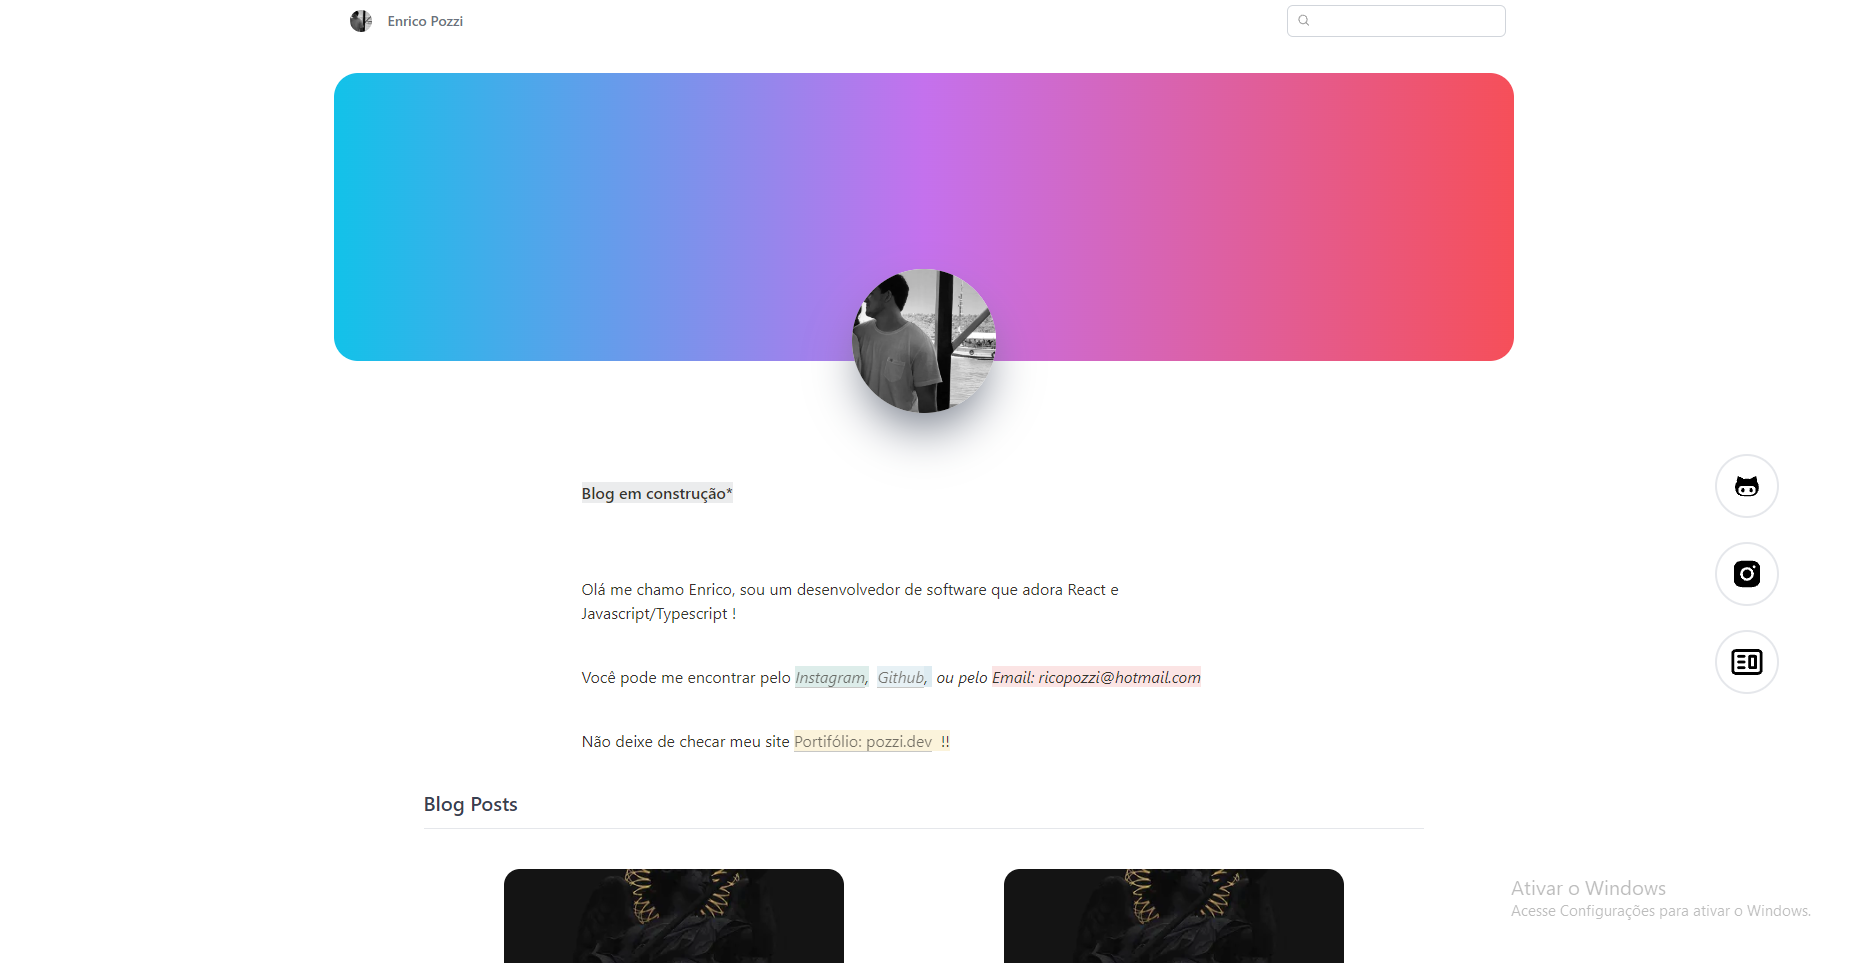 Enrico Pozzi
Blog em construção*
Olá me chamo Enrico, sou um desenvolvedor de software que adora React e
Javascript/Typescript !
Você pode me encontrar pelo Instagram, Github, ou pelo Email: ricopozzi@hotmail.com
Não deixe de checar meu site Portifólio: pozzi.dev !!
Blog Posts
Ativar o Windows
Acesse Configurações para ativar o Windows.